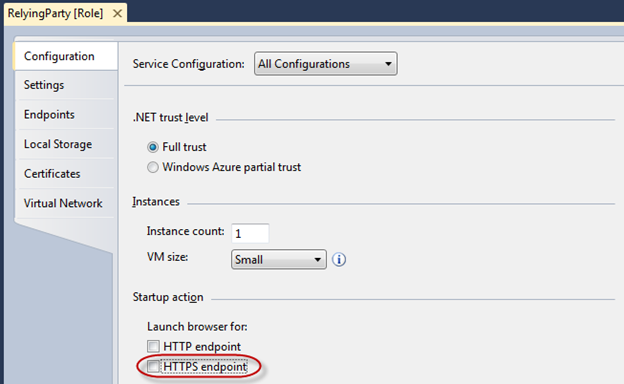 RelyingParty [Role]
Configuration
Settings
Endpoints
Local Storage
Certificates
Virtual Network
Service Configuration: All Configurations
.NET trust level
Full trust
Windows Azure partial trust
Instances
Instance count: 1
VM size: Small
Startup action
Launch browser for:
HTTP endpoint
HTTPS endpoint